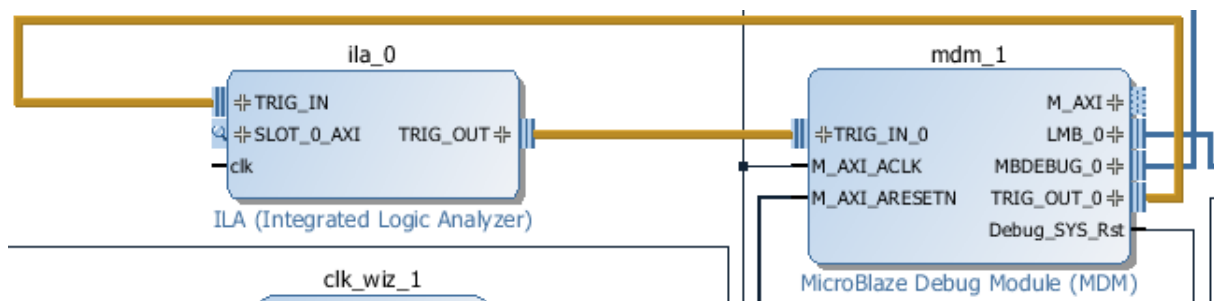 ila_0
TRIG_IN
SLOT_0_AXI TRIG_OUT
clk
ILA (Integrated Logic Analyzer)
mdm_1
M_AXI
TRIG_IN_0 LMB_0
M_AXI_ACLK MBDEBUG_0
M_AXI_ARESETN TRIG_OUT_0
Debug_SYS_Rst
MicroBlaze Debug Module (MDM)
clk_wiz_1